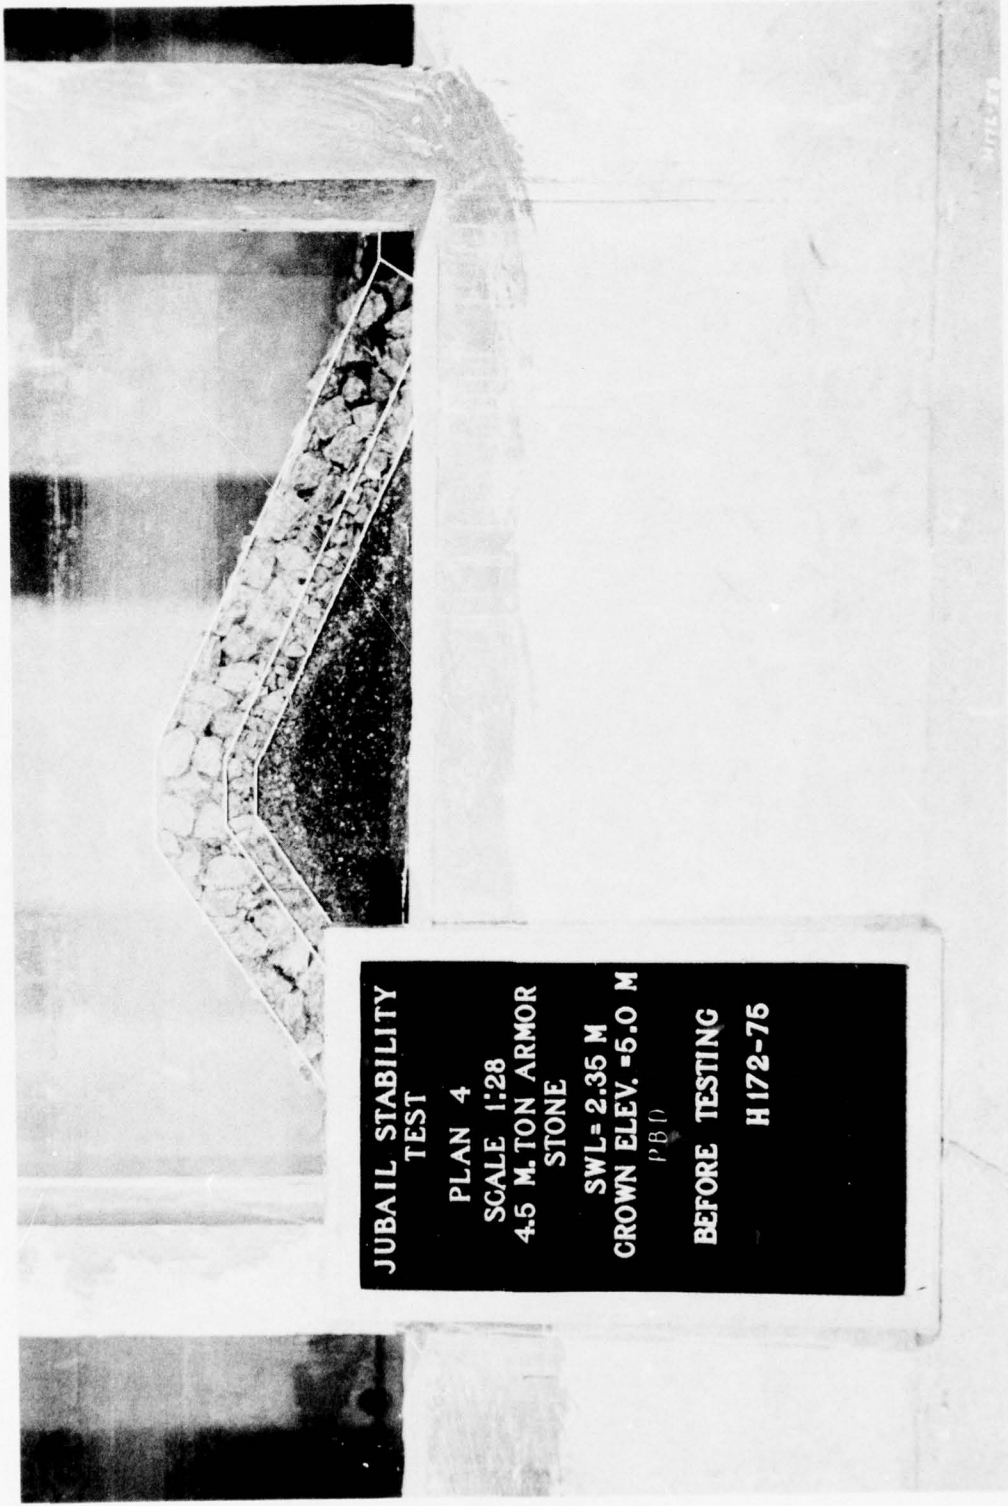 JUBAIL STABILITY
TEST
PLAN 4
SCALE 1:28
4.5 M. TON ARMOR
STONE
SWL = 2.35 M
CROWN ELEV. = 5.0 M
PBD
BEFORE TESTING
H172-75